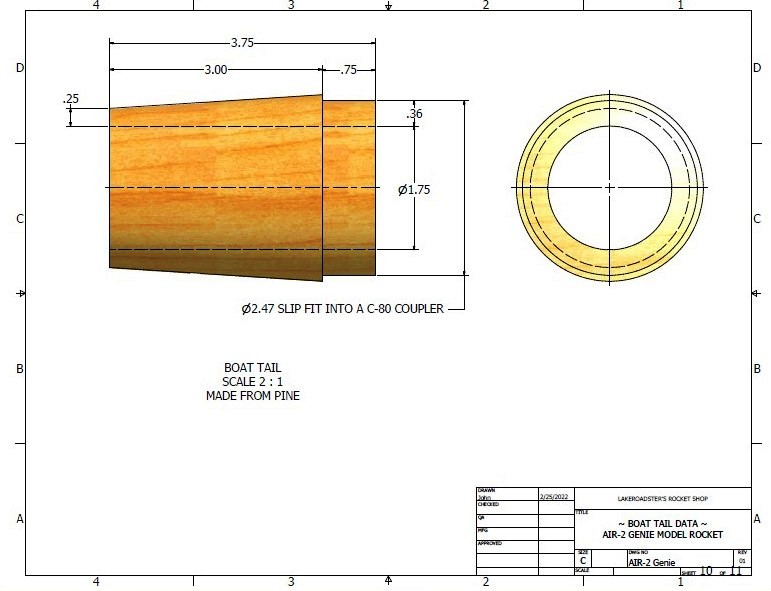 4 3 2 1
D D
3.75
3.00 .75
.25
.36
Ø1.75
C C
Ø2.47 SLIP FIT INTO A C-80 COUPLER
B B
BOAT TAIL
SCALE 2 : 1
MADE FROM PINE
A A
DRAWN
John 2/25/2022
CHECKED
QA
MFG
APPROVED
LAKEROADSTER'S ROCKET SHOP
TITLE
~ BOAT TAIL DATA ~
AIR-2 GENIE MODEL ROCKET
SIZE
C
DWG NO
AIR-2 Genie
REV
01
SCALE
SHEET 10 OF 11
4 3 2 1